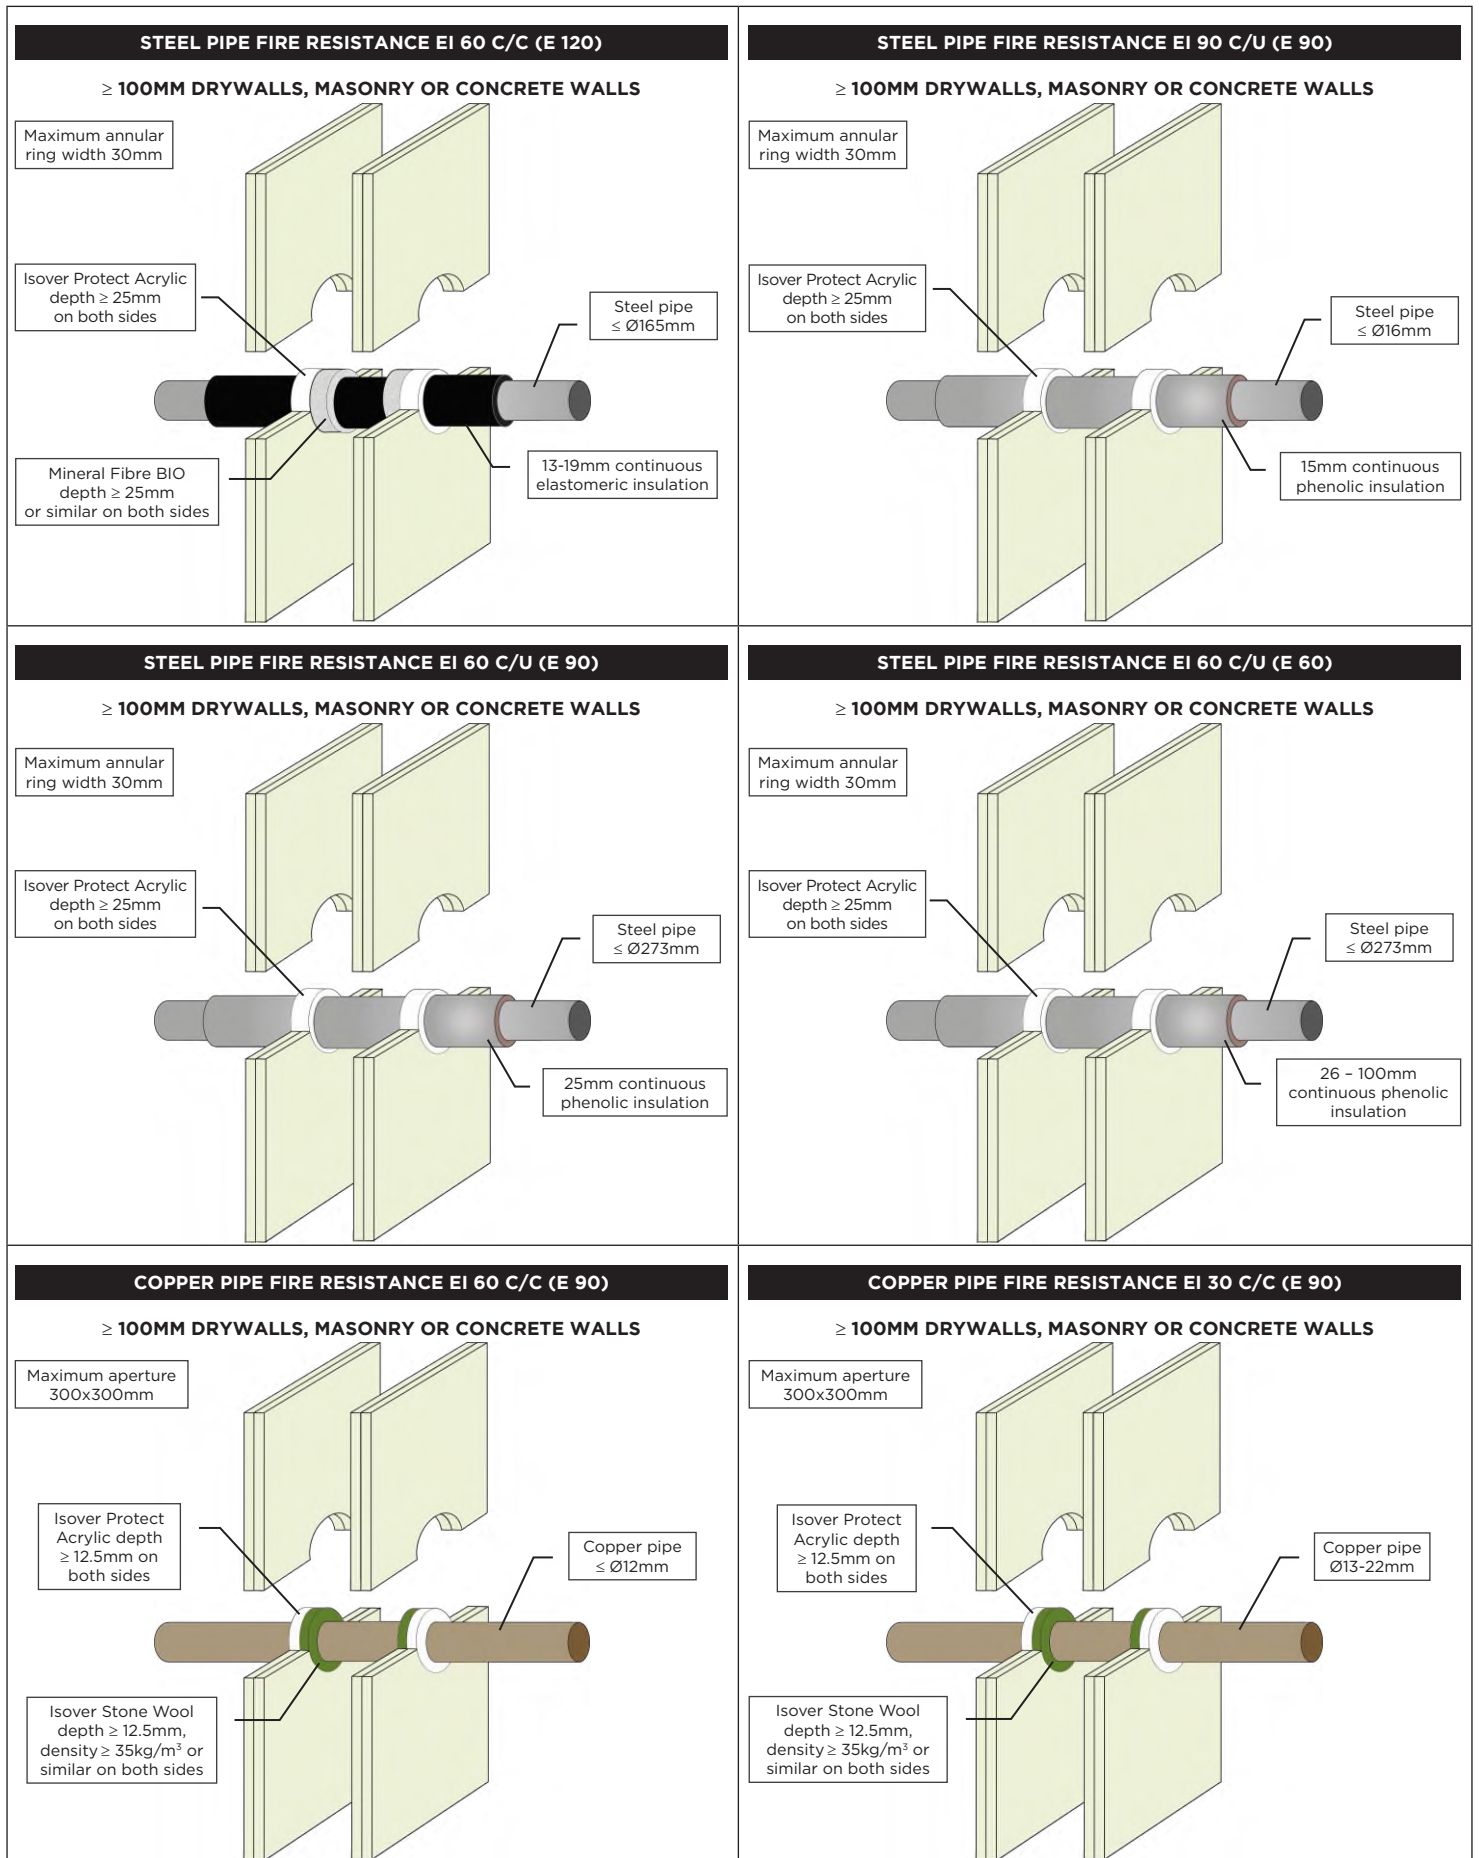 STEEL PIPE FIRE RESISTANCE EI 60 C/C (E 120)
≥ 100MM DRYWALLS, MASONRY OR CONCRETE WALLS
Maximum annular
ring width 30mm
Isover Protect Acrylic
depth ≥ 25mm
on both sides
Steel pipe
≤ Ø165mm
Mineral Fibre BIO
depth ≥ 25mm
or similar on both sides
13-19mm continuous
elastomeric insulation
STEEL PIPE FIRE RESISTANCE EI 90 C/U (E 90)
≥ 100MM DRYWALLS, MASONRY OR CONCRETE WALLS
Maximum annular
ring width 30mm
Isover Protect Acrylic
depth ≥ 25mm
on both sides
Steel pipe
≤ Ø16mm
15mm continuous
phenolic insulation
STEEL PIPE FIRE RESISTANCE EI 60 C/U (E 90)
≥ 100MM DRYWALLS, MASONRY OR CONCRETE WALLS
Maximum annular
ring width 30mm
Isover Protect Acrylic
depth ≥ 25mm
on both sides
Steel pipe
≤ Ø273mm
25mm continuous
phenolic insulation
STEEL PIPE FIRE RESISTANCE EI 60 C/U (E 60)
≥ 100MM DRYWALLS, MASONRY OR CONCRETE WALLS
Maximum annular
ring width 30mm
Isover Protect Acrylic
depth ≥ 25mm
on both sides
Steel pipe
≤ Ø273mm
26 – 100mm
continuous phenolic
insulation
COPPER PIPE FIRE RESISTANCE EI 60 C/C (E 90)
≥ 100MM DRYWALLS, MASONRY OR CONCRETE WALLS
Maximum aperture
300x300mm
Isover Protect
Acrylic depth
≥ 12.5mm on
both sides
Copper pipe
≤ Ø12mm
Isover Stone Wool
depth ≥ 12.5mm,
density ≥ 35kg/m³ or
similar on both sides
COPPER PIPE FIRE RESISTANCE EI 30 C/C (E 90)
≥ 100MM DRYWALLS, MASONRY OR CONCRETE WALLS
Maximum aperture
300x300mm
Isover Protect
Acrylic depth
≥ 12.5mm on
both sides
Copper pipe
Ø13-22mm
Isover Stone Wool
depth ≥ 12.5mm,
density ≥ 35kg/m³ or
similar on both sides